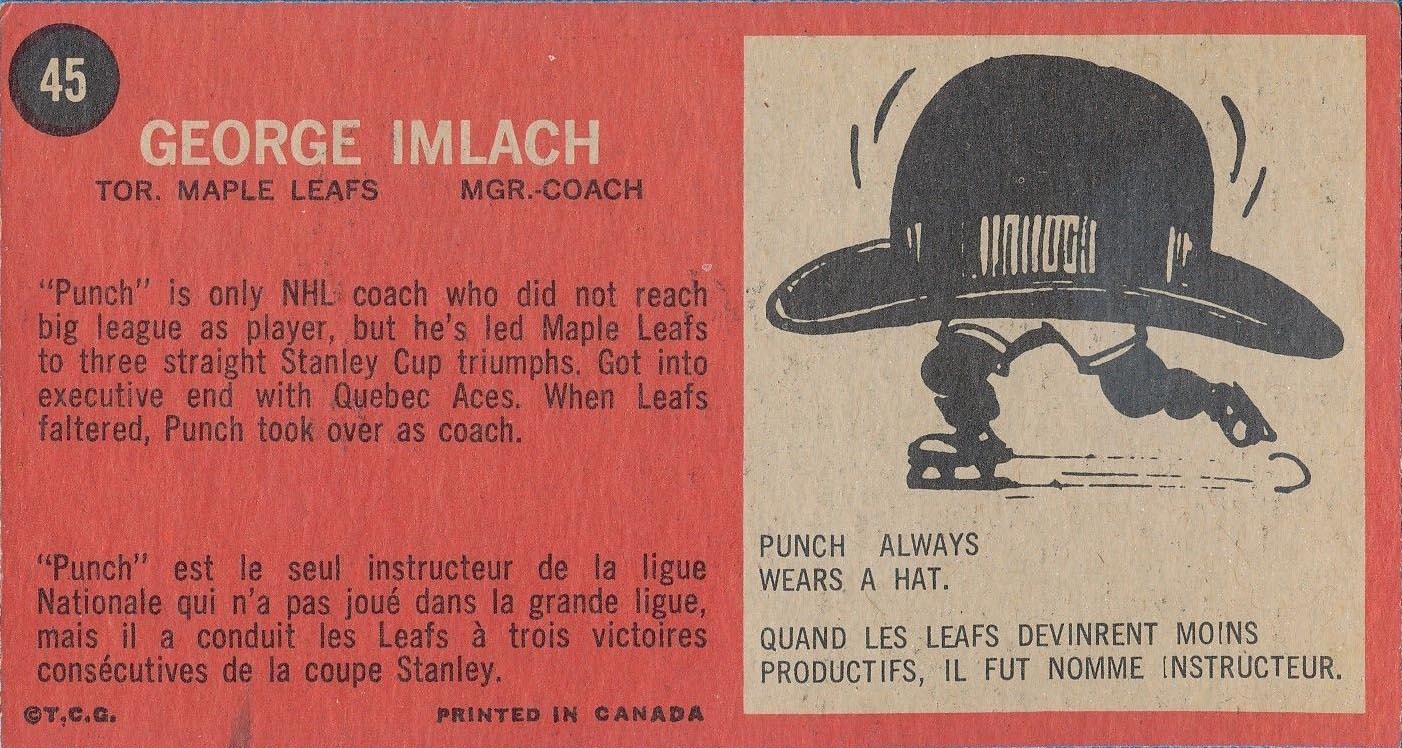 45
GEORGE IMLACH
TOR. MAPLE LEAFS MGR.-COACH
"Punch" is only NHL coach who did not reach
big league as player, but he's led Maple Leafs
to three straight Stanley Cup triumphs. Got into
executive end with Quebec Aces. When Leafs
faltered, Punch took over as coach.
"Punch" est le seul instructeur de la ligue
Nationale qui n'a pas joué dans la grande ligue,
mais il a conduit les Leafs à trois victoires
consécutives de la coupe Stanley.
©T.C.G. PRINTED IN CANADA
PUNCH ALWAYS
WEARS A HAT.
QUAND LES LEAFS DEVINRENT MOINS
PRODUCTIFS, IL FUT NOMME INSTRUCTEUR.